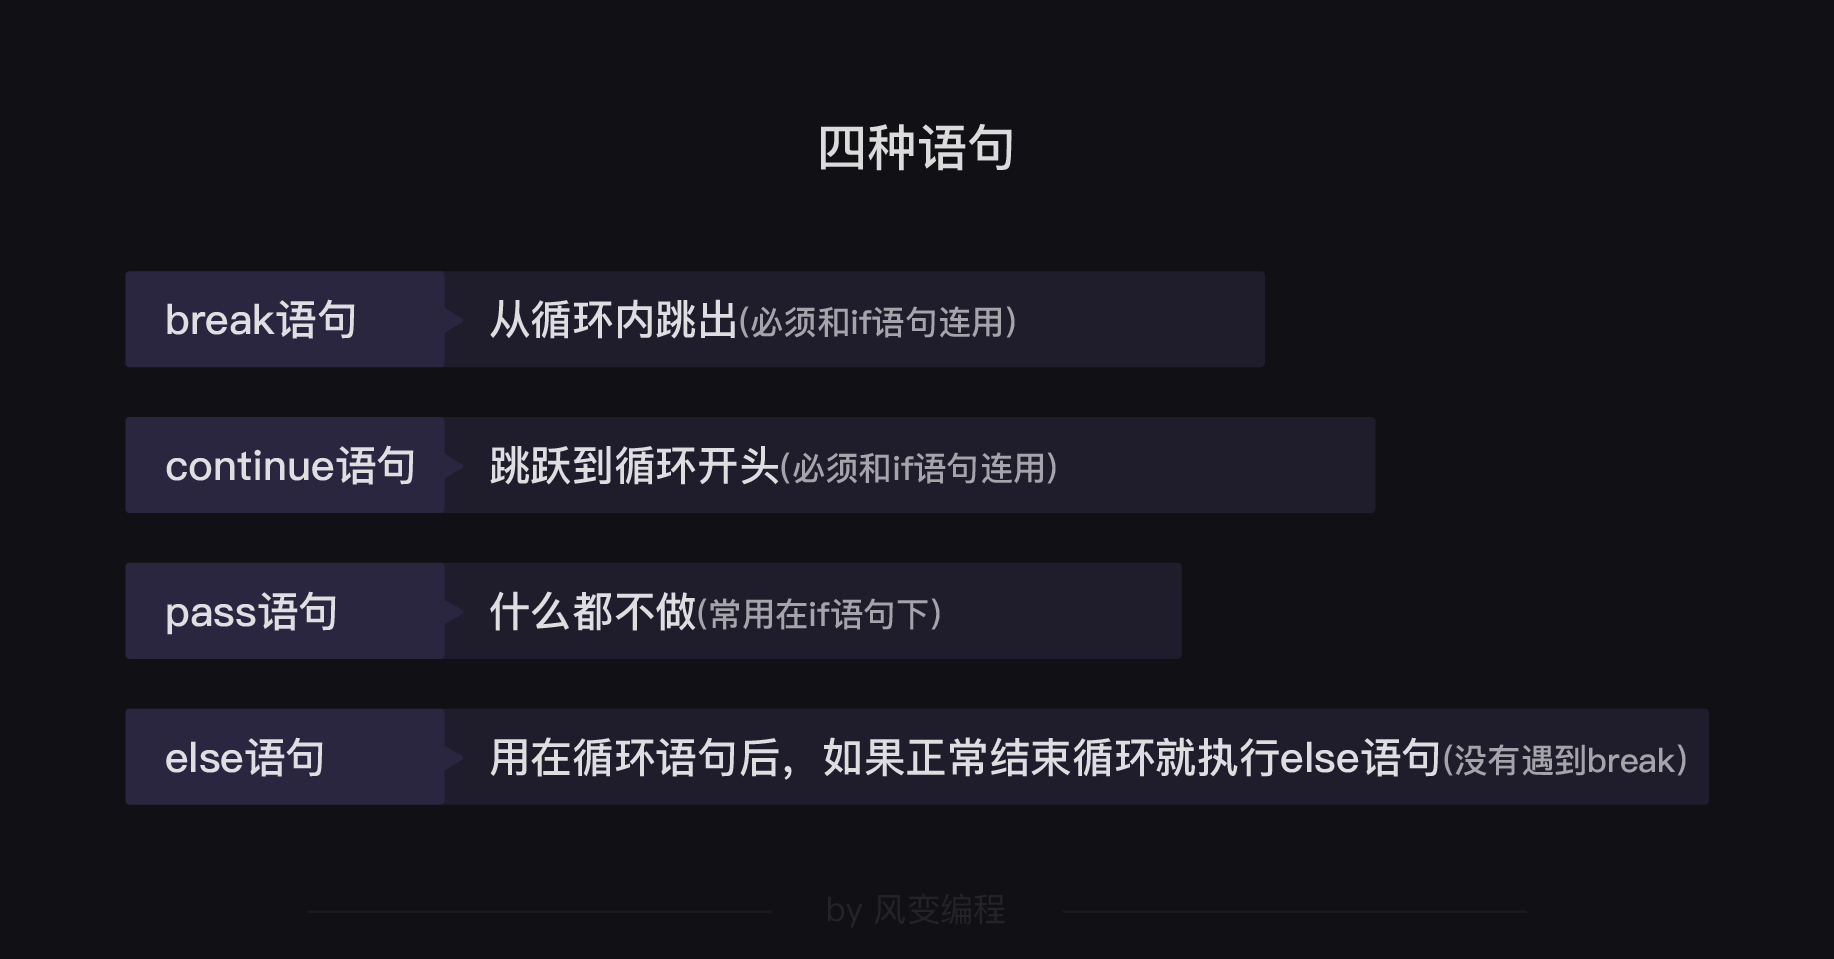 四种语句
break语句
从循环内跳出(必须和if语句连用)
continue语句
跳跃到循环开头(必须和if语句连用)
pass语句
什么都不做(常用在if语句下)
else语句
用在循环语句后，如果正常结束循环就执行else语句(没有遇到break)
by 风变编程